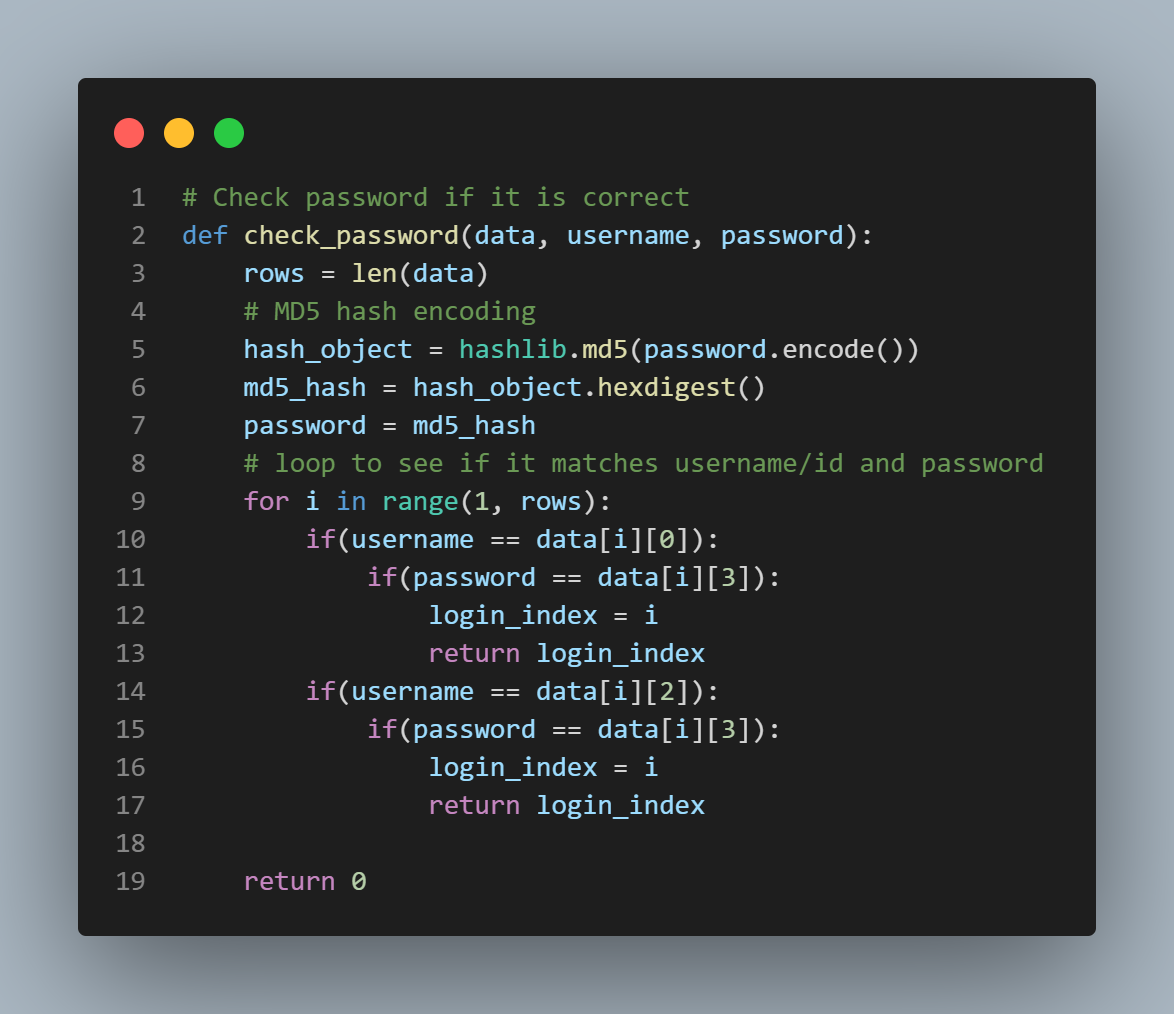 1 # Check password if it is correct
2 def check_password(data, username, password):
3     rows = len(data)
4     # MD5 hash encoding
5     hash_object = hashlib.md5(password.encode())
6     md5_hash = hash_object.hexdigest()
7     password = md5_hash
8     # loop to see if it matches username/id and password
9     for i in range(1, rows):
10         if(username == data[i][0]):
11             if(password == data[i][3]):
12                 login_index = i
13                 return login_index
14         if(username == data[i][2]):
15             if(password == data[i][3]):
16                 login_index = i
17                 return login_index
18
19     return 0